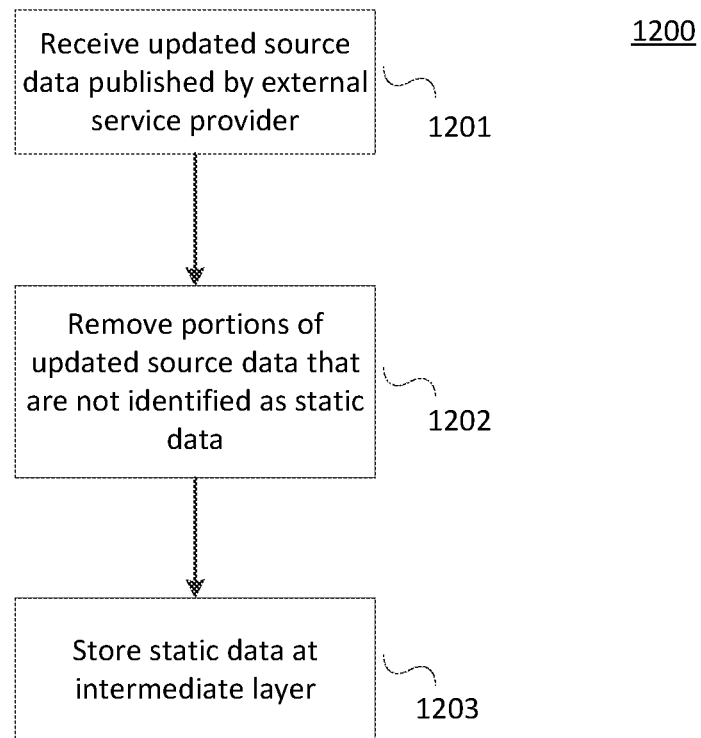 1200
Receive updated source
data published by external
service provider
1201
Remove portions of
updated source data that
are not identified as static
data
1202
Store static data at
intermediate layer
1203